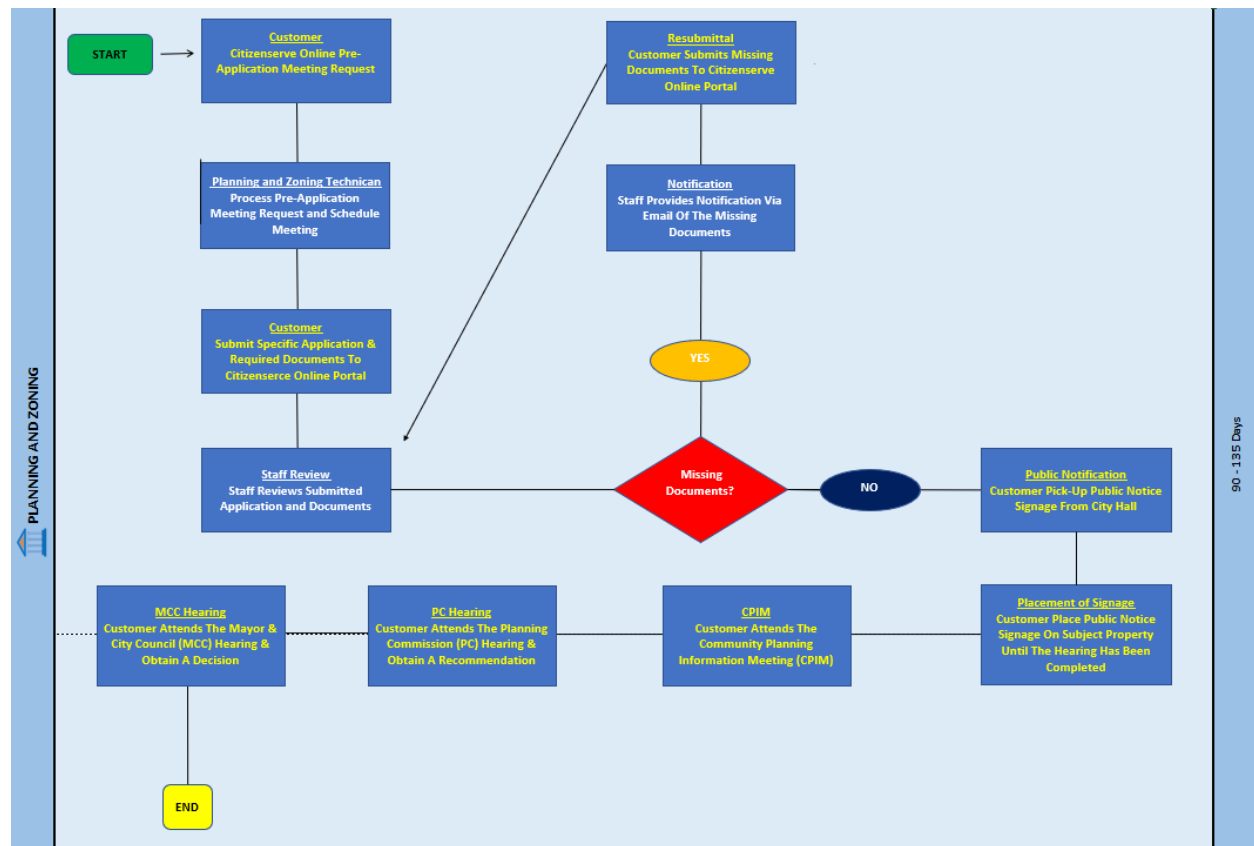 START
Customer
Citizenserve Online Pre-
Application Meeting Request
Resubmittal
Customer Submits Missing
Documents To Citizenserve
Online Portal
Planning and Zoning Technican
Process Pre-Application
Meeting Request and Schedule
Meeting
Notification
Staff Provides Notification Via
Email Of The Missing
Documents
Customer
Submit Specific Application &
Required Documents To
Citizenserce Online Portal
YES
Staff Review
Staff Reviews Submitted
Application and Documents
Missing
Documents?
NO
Public Notification
Customer Pick-Up Public Notice
Signage From City Hall
Placement of Signage
Customer Place Public Notice
Signage On Subject Property
Until The Hearing Has Been
Completed
CPIM
Customer Attends The
Community Planning
Information Meeting (CPIM)
PC Hearing
Customer Attends The Planning
Commission (PC) Hearing &
Obtain A Recommendation
MCC Hearing
Customer Attends The Mayor &
City Council (MCC) Hearing &
Obtain A Decision
END
PLANNING AND ZONING
90 - 135 Days